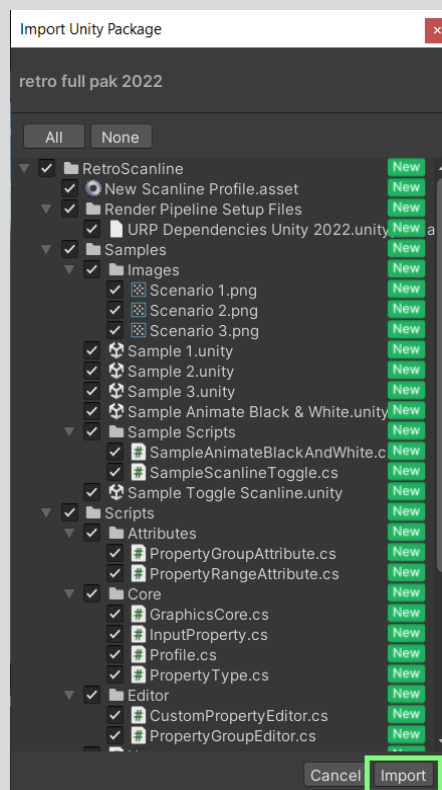 Import Unity Package
retro full pak 2022
All None
RetroScanline New
New Scanline Profile.asset New
Render Pipeline Setup Files New
URP Dependencies Unity 2022.unity New a
Samples New
Images New
Scenario 1.png New
Scenario 2.png New
Scenario 3.png New
Sample 1.unity New
Sample 2.unity New
Sample 3.unity New
Sample Animate Black & White.unity New
Sample Scripts New
SampleAnimateBlackAndWhite.c New
SampleScanlineToggle.cs New
Sample Toggle Scanline.unity New
Scripts New
Attributes New
PropertyGroupAttribute.cs New
PropertyRangeAttribute.cs New
Core New
GraphicsCore.cs New
InputProperty.cs New
Profile.cs New
PropertyType.cs New
Editor New
CustomPropertyEditor.cs New
PropertyGroupEditor.cs New
Cancel Import